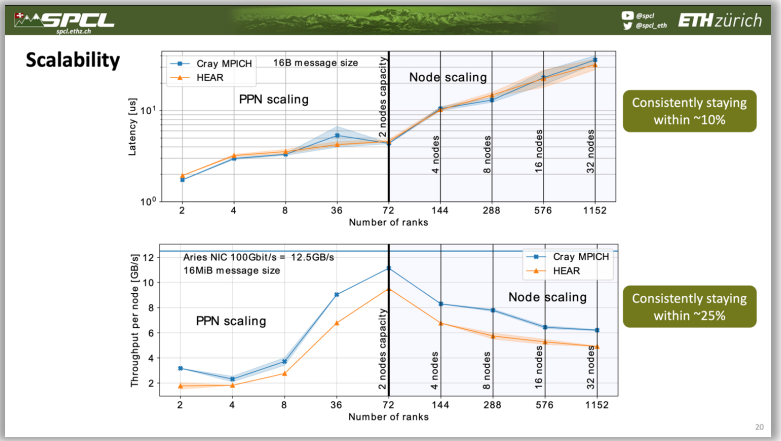 SPCL
spcl.ethz.ch
@spcl
@spcl_eth
ETH zürich
Scalability
Cray MPICH
HEAR
16B message size
PPN scaling
Node scaling
2 nodes capacity
4 nodes
8 nodes
16 nodes
32 nodes
Latency [us]
10¹
10⁰
2 4 8 36 72 144 288 576 1152
Number of ranks
Consistently staying
within ~10%
Aries NIC 100Gbit/s = 12.5GB/s
16MiB message size
Cray MPICH
HEAR
PPN scaling
Node scaling
2 nodes capacity
4 nodes
8 nodes
16 nodes
32 nodes
Throughput per node [GB/s]
12
10
8
6
4
2
2 4 8 36 72 144 288 576 1152
Number of ranks
Consistently staying
within ~25%
20